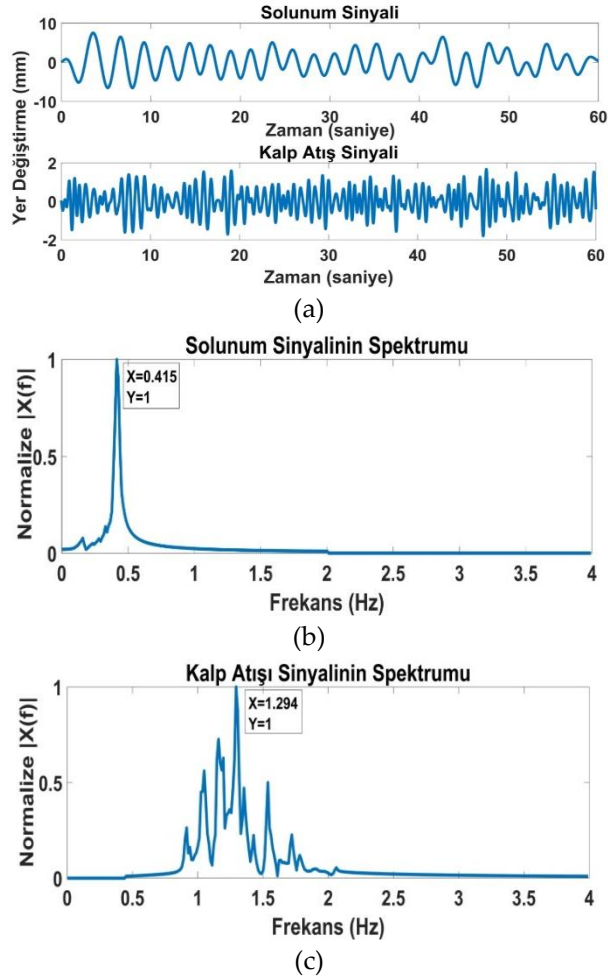 Solunum Sinyali
10
0
-10
0 10 20 30 40 50 60
Zaman (saniye)
Yer Değiştirme (mm)
Kalp Atış Sinyali
2
0
-2
0 10 20 30 40 50 60
Zaman (saniye)
(a)
Solunum Sinyalinin Spektrumu
1
0.5
0
X=0.415
Y=1
Normalize |X(f)|
0 0.5 1 1.5 2 2.5 3 3.5 4
Frekans (Hz)
(b)
Kalp Atışı Sinyalinin Spektrumu
1
0.5
0
X=1.294
Y=1
Normalize |X(f)|
0 0.5 1 1.5 2 2.5 3 3.5 4
Frekans (Hz)
(c)